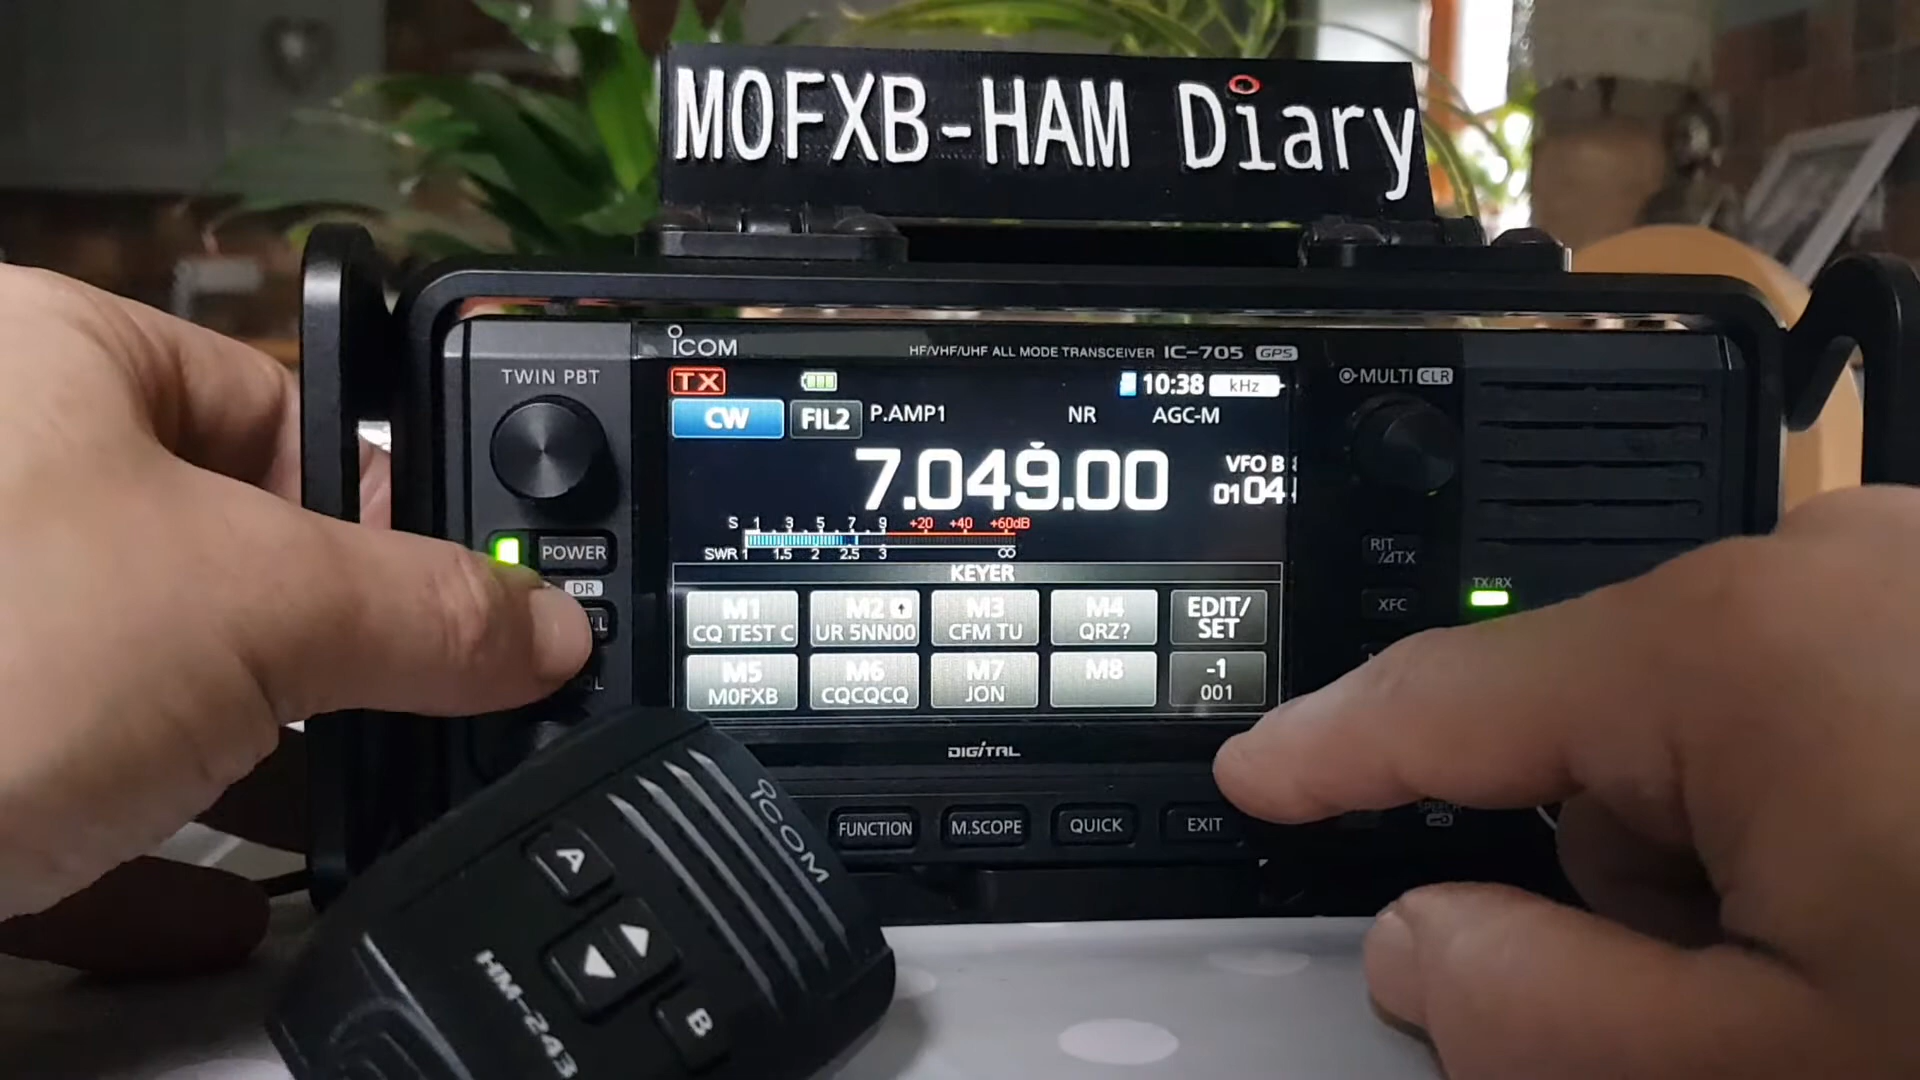 M0FXB-HAM Diary
ICOM
HF/VHF/UHF ALL MODE TRANSCEIVER IC-705 GPS
TWIN PBT
MULTI CLR
TX
10:38 kHz
CW FIL2 P.AMP1 NR AGC-M
7.049.00
VFO B
01 04
S 1 3 5 7 9 +20 +40 +60dB
SWR 1 1.5 2 2.5 3 ∞
POWER
DR
KEYER
M1 M2 M3 M4 EDIT/
CQ TEST C UR 5NN00 CFM TU QRZ? SET
M5 M6 M7 M8 -1
M0FXB CQCQCQ JON 001
RIT
/⊿TX
XFC
TX/RX
DIGITAL
FUNCTION M.SCOPE QUICK EXIT
SPEECH
ICOM
A
B
HM-243